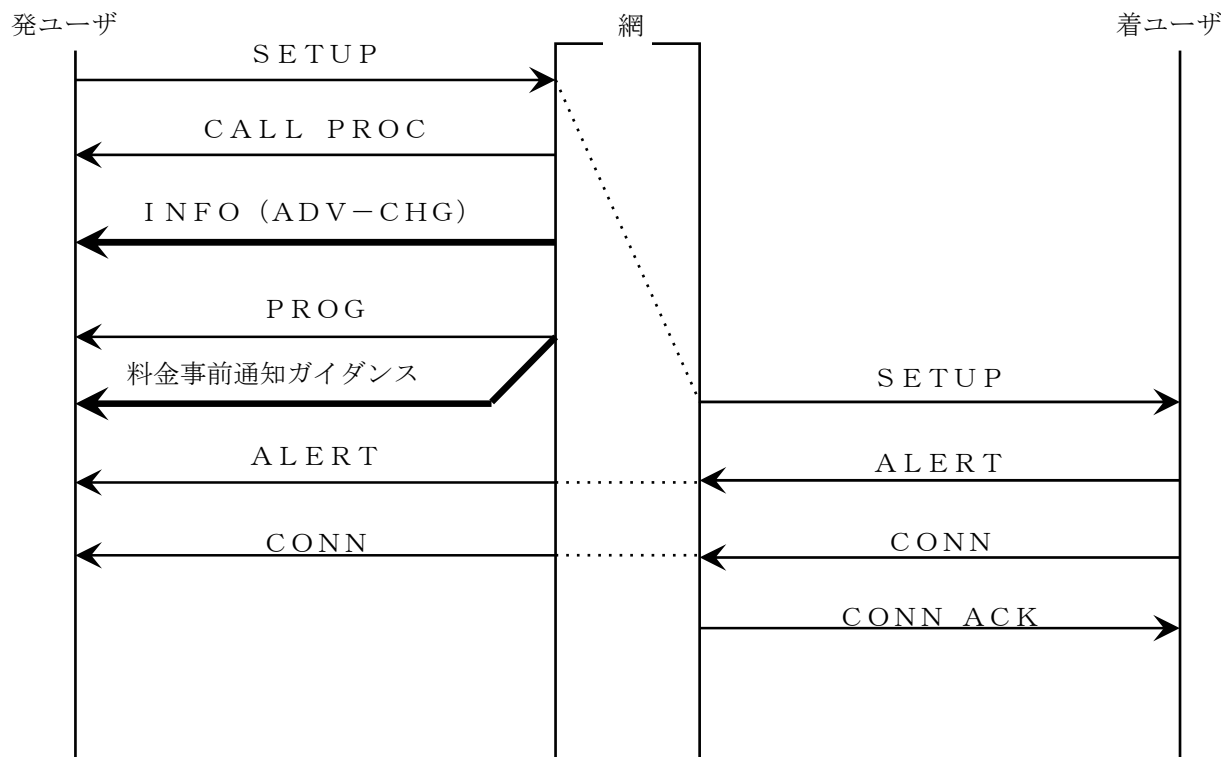 発ユーザ
網
着ユーザ
SETUP
CALL PROC
INFO（ADV－CHG）
PROG
料金事前通知ガイダンス
SETUP
ALERT
ALERT
CONN
CONN
CONN ACK